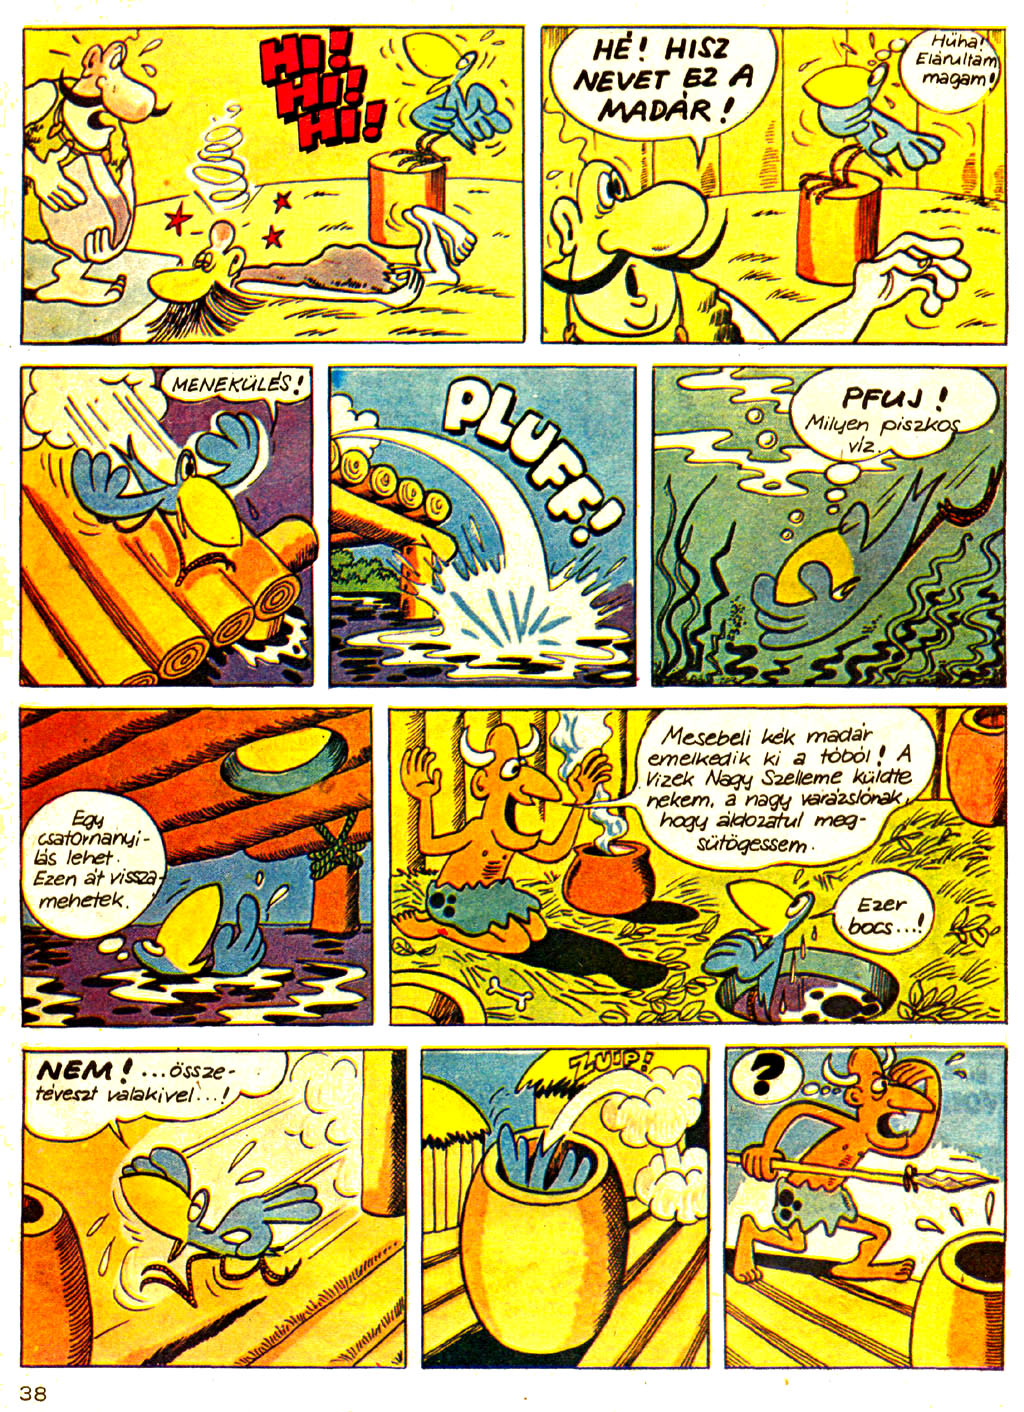 HI!
HI!
HI!
HÉ! HISZ
NEVET EZ A
MADÁR!
Hűha!
Elárultam
magam!
MENEKÜLÉS!
PLUFF!
PFUJ!
Milyen piszkos
víz.
Egy
csatornanyí-
lás lehet.
Ezen át vissza-
mehetek.
Mesebeli kék madár
emelkedik ki a tóból! A
Vizek Nagy Szelleme küldte
nekem, a nagy varázslónak,
hogy áldozatul meg-
sütögessem.
Ezer
bocs...!
NEM! ...össze-
téveszt valakivel...!
ZUIP!
?
38